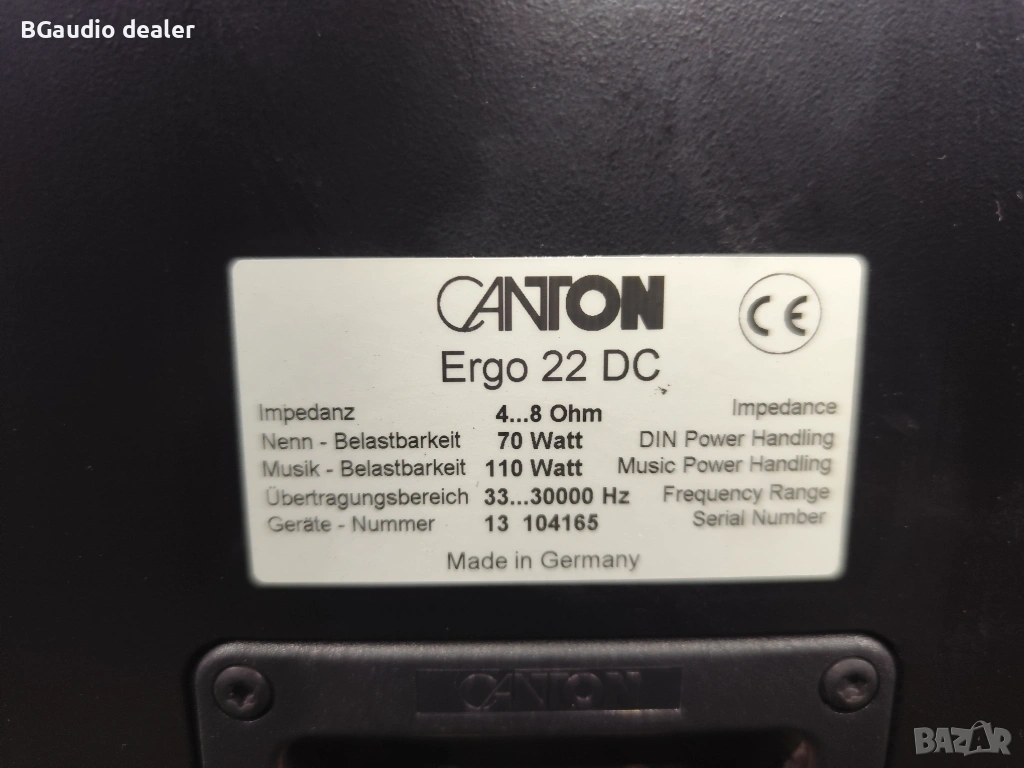 BGaudio dealer
CANTON
CE
Ergo 22 DC
Impedanz 4...8 Ohm Impedance
Nenn - Belastbarkeit 70 Watt DIN Power Handling
Musik - Belastbarkeit 110 Watt Music Power Handling
Übertragungsbereich 33...30000 Hz Frequency Range
Geräte - Nummer 13 104165 Serial Number
Made in Germany
CANTON
BAZAR